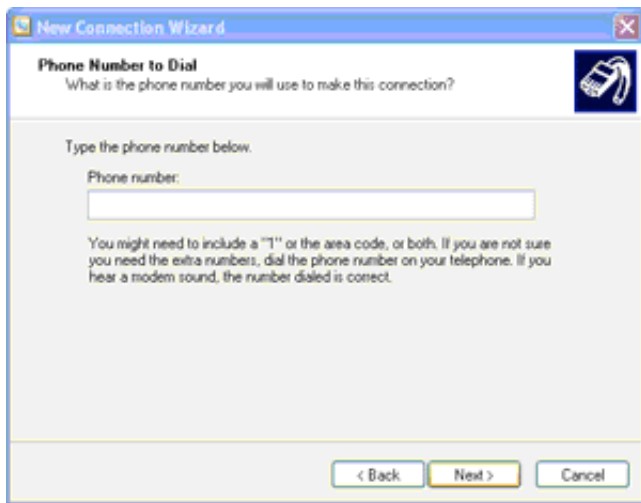 New Connection Wizard
Phone Number to Dial
What is the phone number you will use to make this connection?
Type the phone number below.
Phone number:
You might need to include a "1" or the area code, or both. If you are not sure
you need the extra numbers, dial the phone number on your telephone. If you
hear a modem sound, the number dialed is correct.
< Back
Next >
Cancel